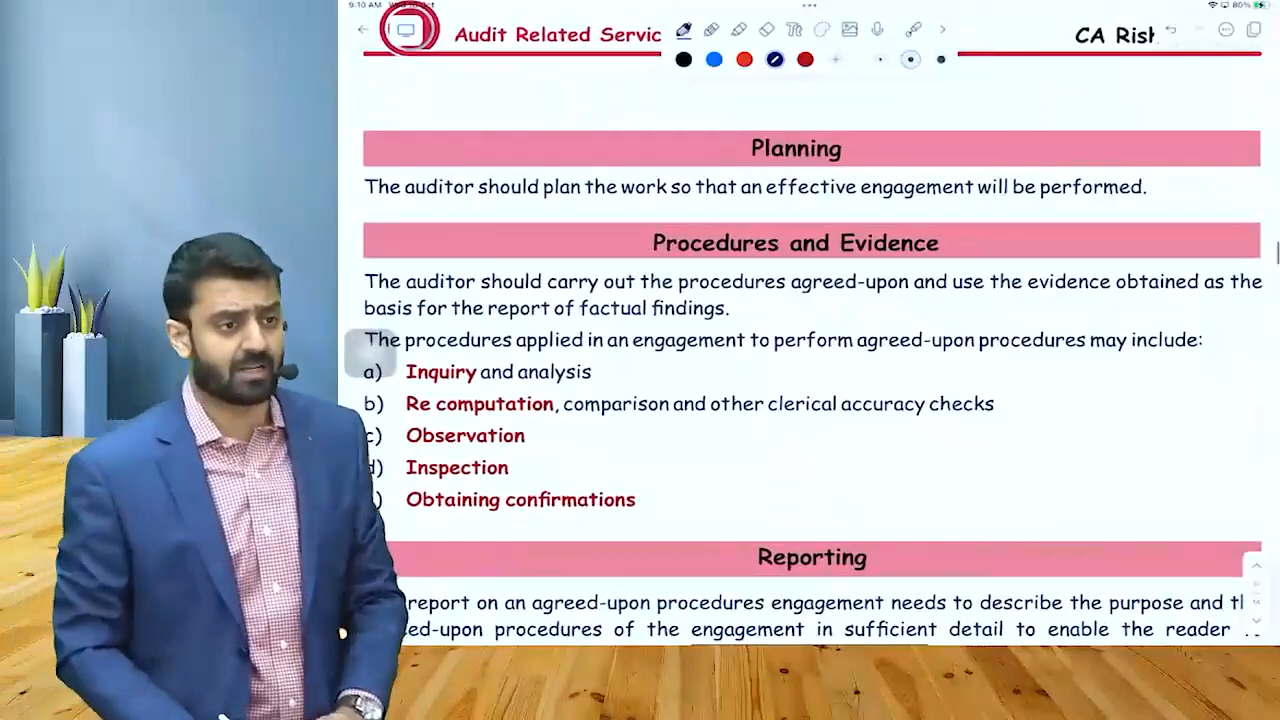 9:10 AM
80%
Audit Related Servic
CA Rish
Planning
The auditor should plan the work so that an effective engagement will be performed.
Procedures and Evidence
The auditor should carry out the procedures agreed-upon and use the evidence obtained as the
basis for the report of factual findings.
The procedures applied in an engagement to perform agreed-upon procedures may include:
a) Inquiry and analysis
b) Re computation, comparison and other clerical accuracy checks
c) Observation
d) Inspection
) Obtaining confirmations
Reporting
report on an agreed-upon procedures engagement needs to describe the purpose and
ed-upon procedures of the engagement in sufficient detail to enable the reader